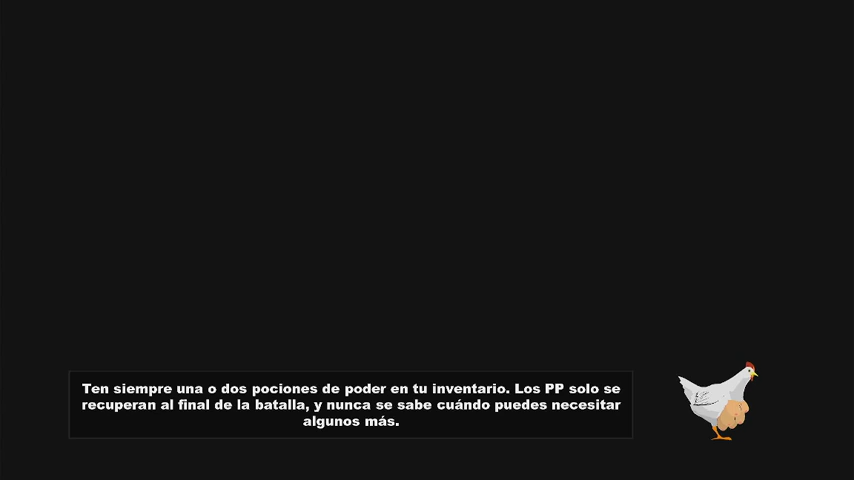 Ten siempre una o dos pociones de poder en tu inventario. Los PP solo se
recuperan al final de la batalla, y nunca se sabe cuándo puedes necesitar
algunos más.